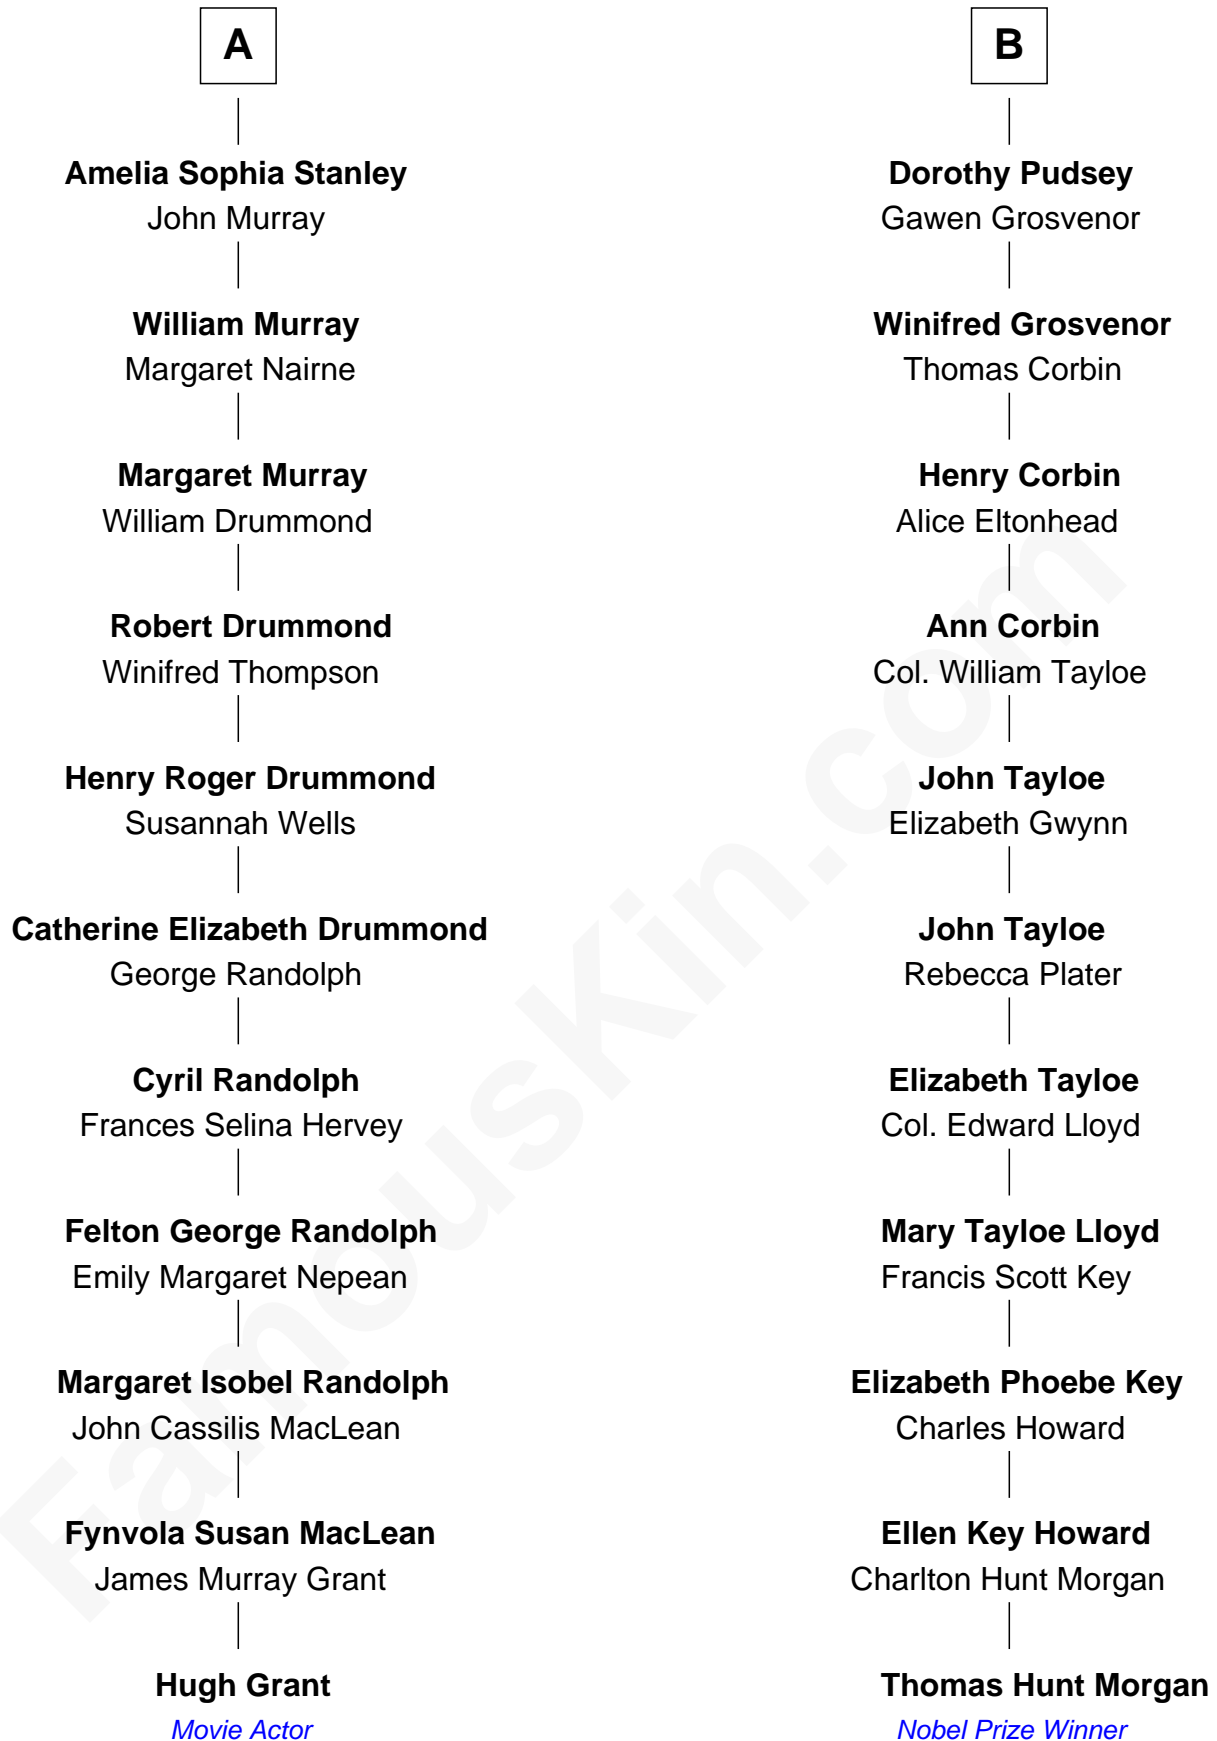 A
Amelia Sophia Stanley
John Murray
William Murray
Margaret Nairne
Margaret Murray
William Drummond
Robert Drummond
Winifred Thompson
Henry Roger Drummond
Susannah Wells
Catherine Elizabeth Drummond
George Randolph
Cyril Randolph
Frances Selina Hervey
Felton George Randolph
Emily Margaret Nepean
Margaret Isobel Randolph
John Cassilis MacLean
Fynvola Susan MacLean
James Murray Grant
Hugh Grant
Movie Actor
B
Dorothy Pudsey
Gawen Grosvenor
Winifred Grosvenor
Thomas Corbin
Henry Corbin
Alice Eltonhead
Ann Corbin
Col. William Tayloe
John Tayloe
Elizabeth Gwynn
John Tayloe
Rebecca Plater
Elizabeth Tayloe
Col. Edward Lloyd
Mary Tayloe Lloyd
Francis Scott Key
Elizabeth Phoebe Key
Charles Howard
Ellen Key Howard
Charlton Hunt Morgan
Thomas Hunt Morgan
Nobel Prize Winner
FamousKin.com